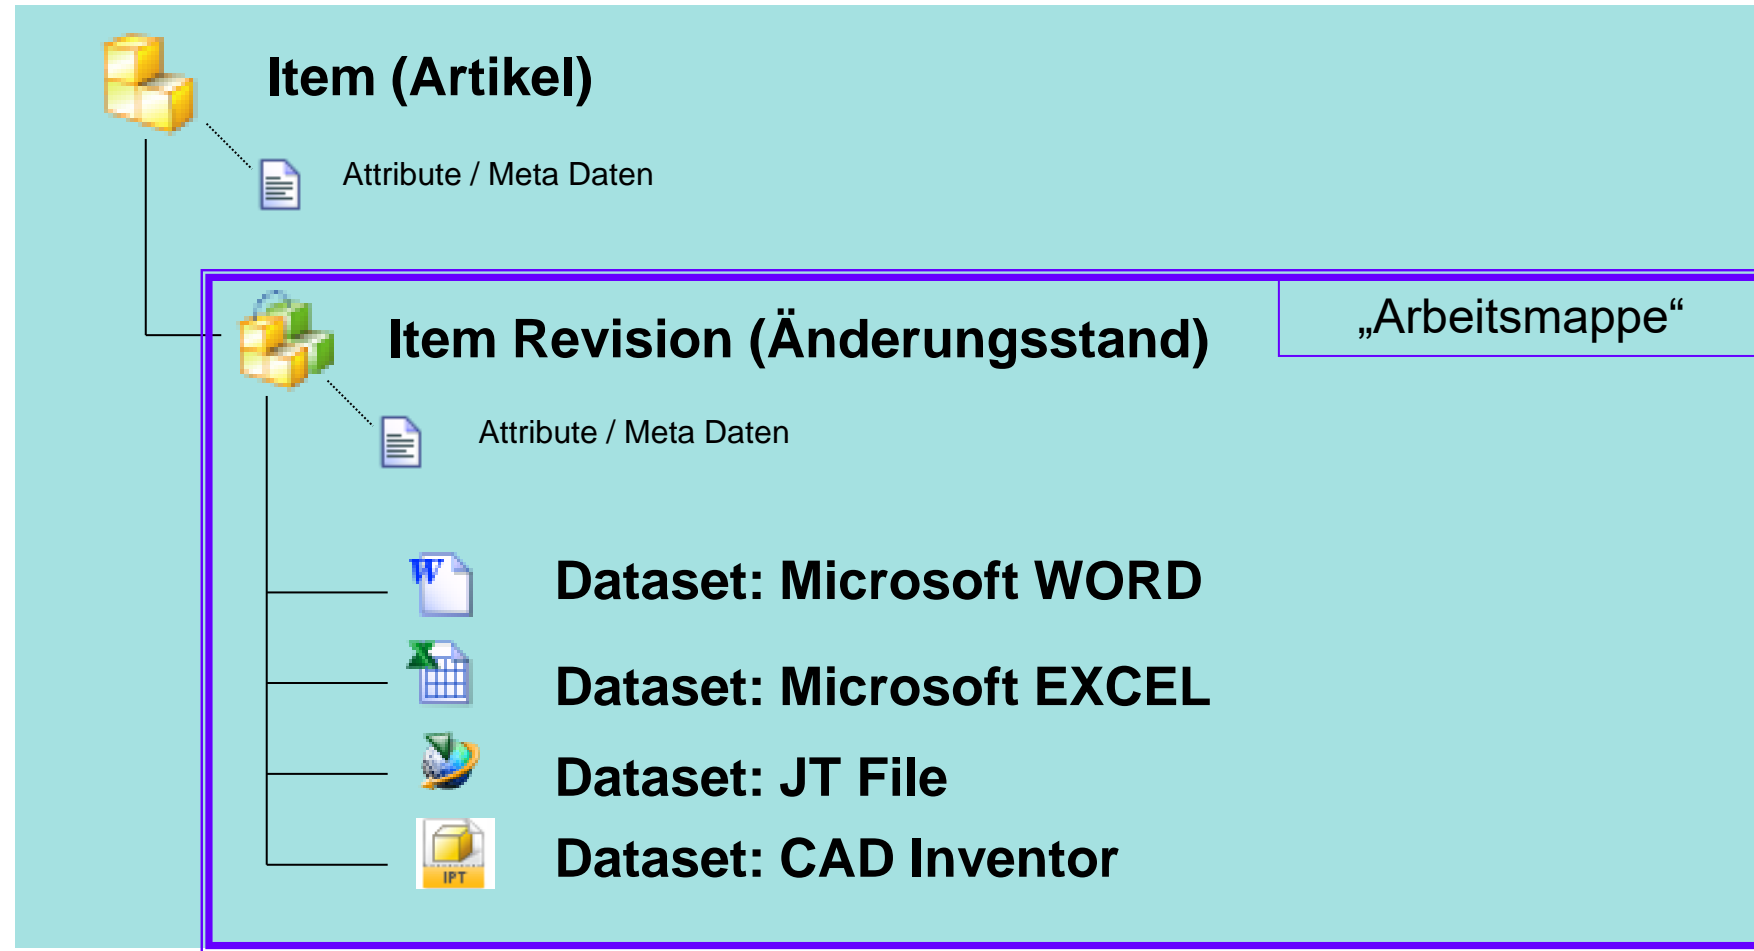 Item (Artikel)
Attribute / Meta Daten
Item Revision (Änderungsstand)
„Arbeitsmappe“
Attribute / Meta Daten
W
Dataset: Microsoft WORD
X
Dataset: Microsoft EXCEL
Dataset: JT File
IPT
Dataset: CAD Inventor